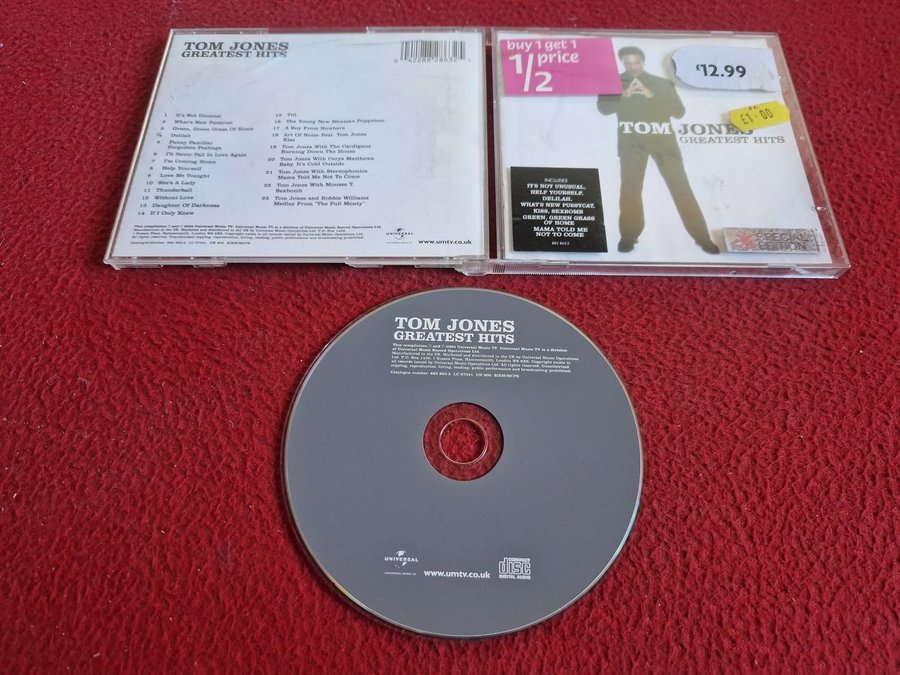 TOM JONES
GREATEST HITS
1 It's Not Unusual
2 What's New Pussycat
3 Green, Green Grass Of Home
4 Delilah
5 Funny Familiar
Forgotten Feelings
6 I'll Never Fall In Love Again
7 I'm Coming Home
8 Help Yourself
9 Love Me Tonight
10 She's A Lady
11 Thunderball
12 Without Love
13 Daughter Of Darkness
14 If I Only Knew
15 Till
16 The Young New Mexican Puppeteer
17 A Boy From Nowhere
18 Art Of Noise Feat. Tom Jones
Kiss
19 Tom Jones With The Cardigans
Burning Down The House
20 Tom Jones With Cerys Matthews
Baby, It's Cold Outside
21 Tom Jones With Stereophonics
Mama Told Me Not To Come
22 Tom Jones With Mousse T.
Sexbomb
23 Tom Jones and Robbie Williams
Medley From "The Full Monty"
UNIVERSAL
www.umtv.co.uk
buy 1 get 1
1/2 price
£12.99
£1.00
TOM JONES
GREATEST HITS
INCLUDES
IT'S NOT UNUSUAL,
HELP YOURSELF,
DELILAH,
WHAT'S NEW PUSSYCAT,
KISS, SEXBOMB
GREEN, GREEN GRASS
OF HOME
MAMA TOLD ME
NOT TO COME
882 863-2
EDITION
TOM JONES
GREATEST HITS
UNIVERSAL
UNIVERSAL MUSIC TV
www.umtv.co.uk
COMPACT
disc
DIGITAL AUDIO